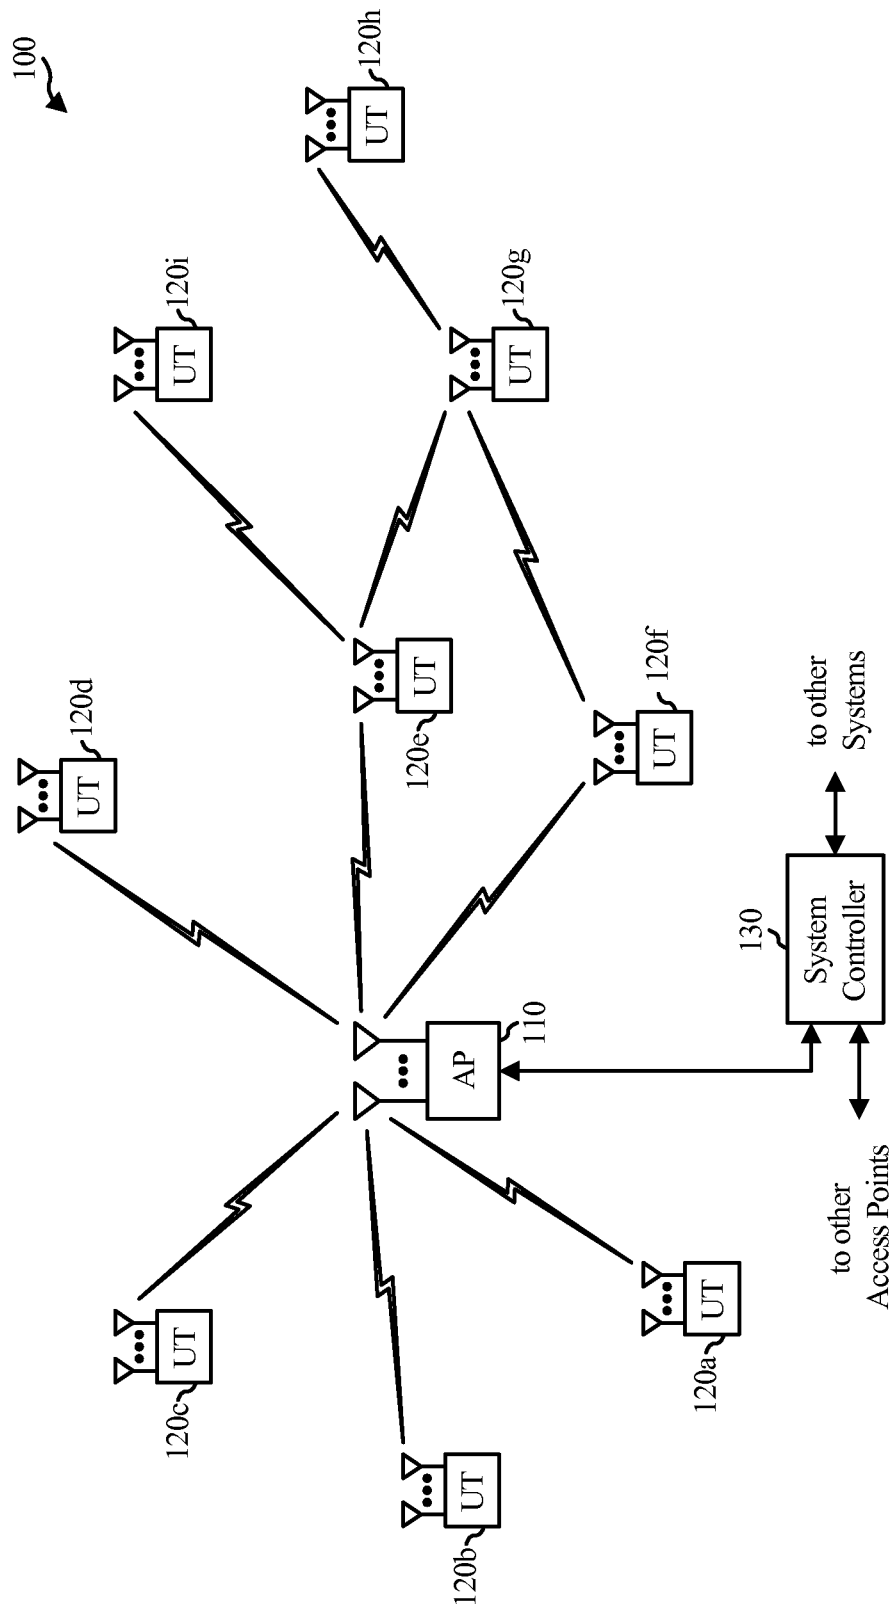 100
UT
120h
UT
120i
UT
120g
UT
120d
UT
120e
UT
120f
UT
120c
AP
110
UT
120b
UT
120a
130
System
Controller
to other
Systems
to other
Access Points